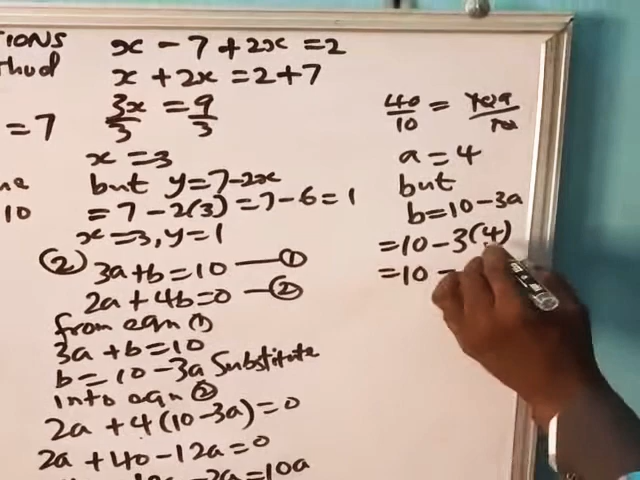 IONS
thod
= 7
10
x - 7 + 2x = 2
x + 2x = 2 + 7
3x/3 = 9/3
x = 3
but y = 7 - 2x
= 7 - 2(3) = 7 - 6 = 1
x = 3, y = 1
② 3a + b = 10 — ①
2a + 4b = 0 — ②
from eqn ①
3a + b = 10
b = 10 - 3a Substitute
into eqn ②
2a + 4(10 - 3a) = 0
2a + 40 - 12a = 0
- 2a = 10a
40/10 = 10a/10
a = 4
but
b = 10 - 3a
= 10 - 3(4)
= 10 -